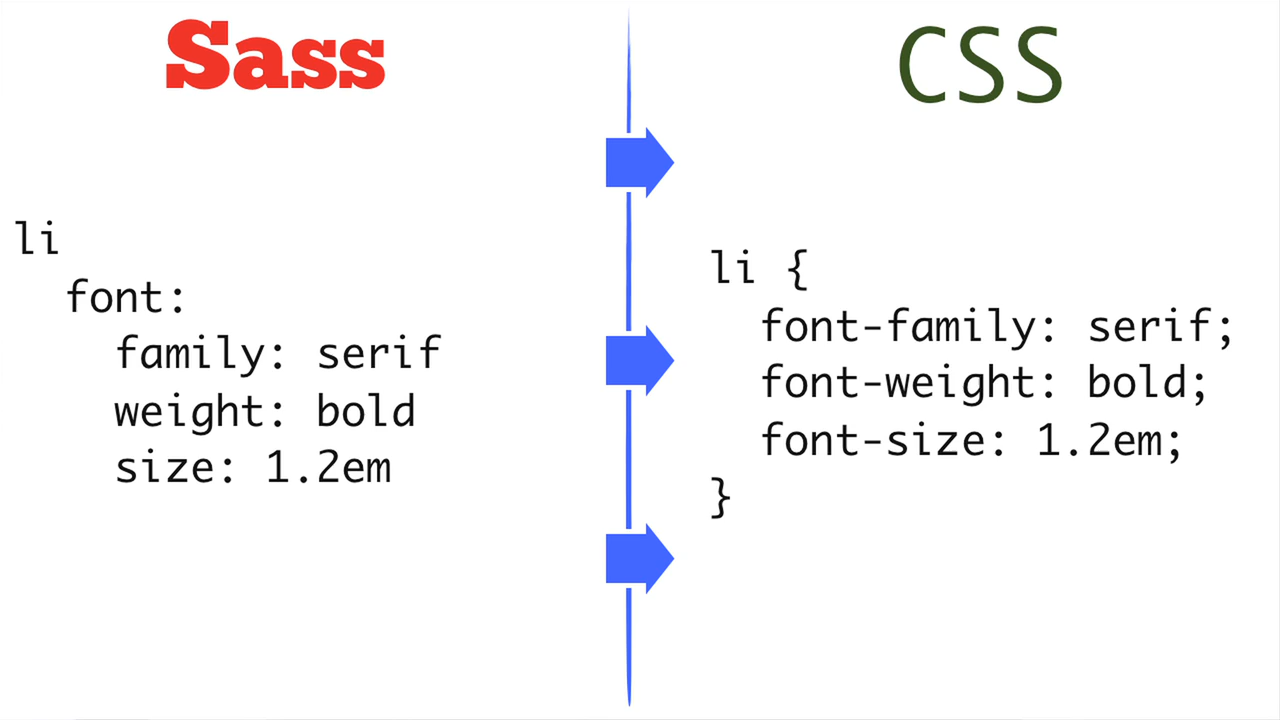 Sass
li
  font:
    family: serif
    weight: bold
    size: 1.2em
CSS
li {
  font-family: serif;
  font-weight: bold;
  font-size: 1.2em;
}